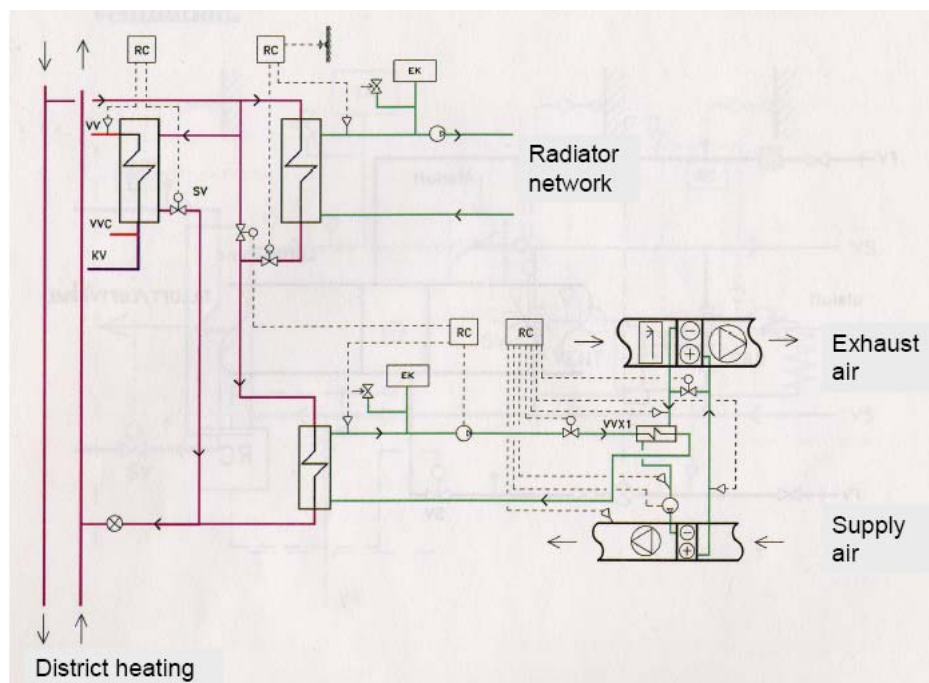 RC
RC
EK
VV
SV
VVC
KV
Radiator
network
RC
RC
EK
VVX1
Exhaust
air
Supply
air
District heating